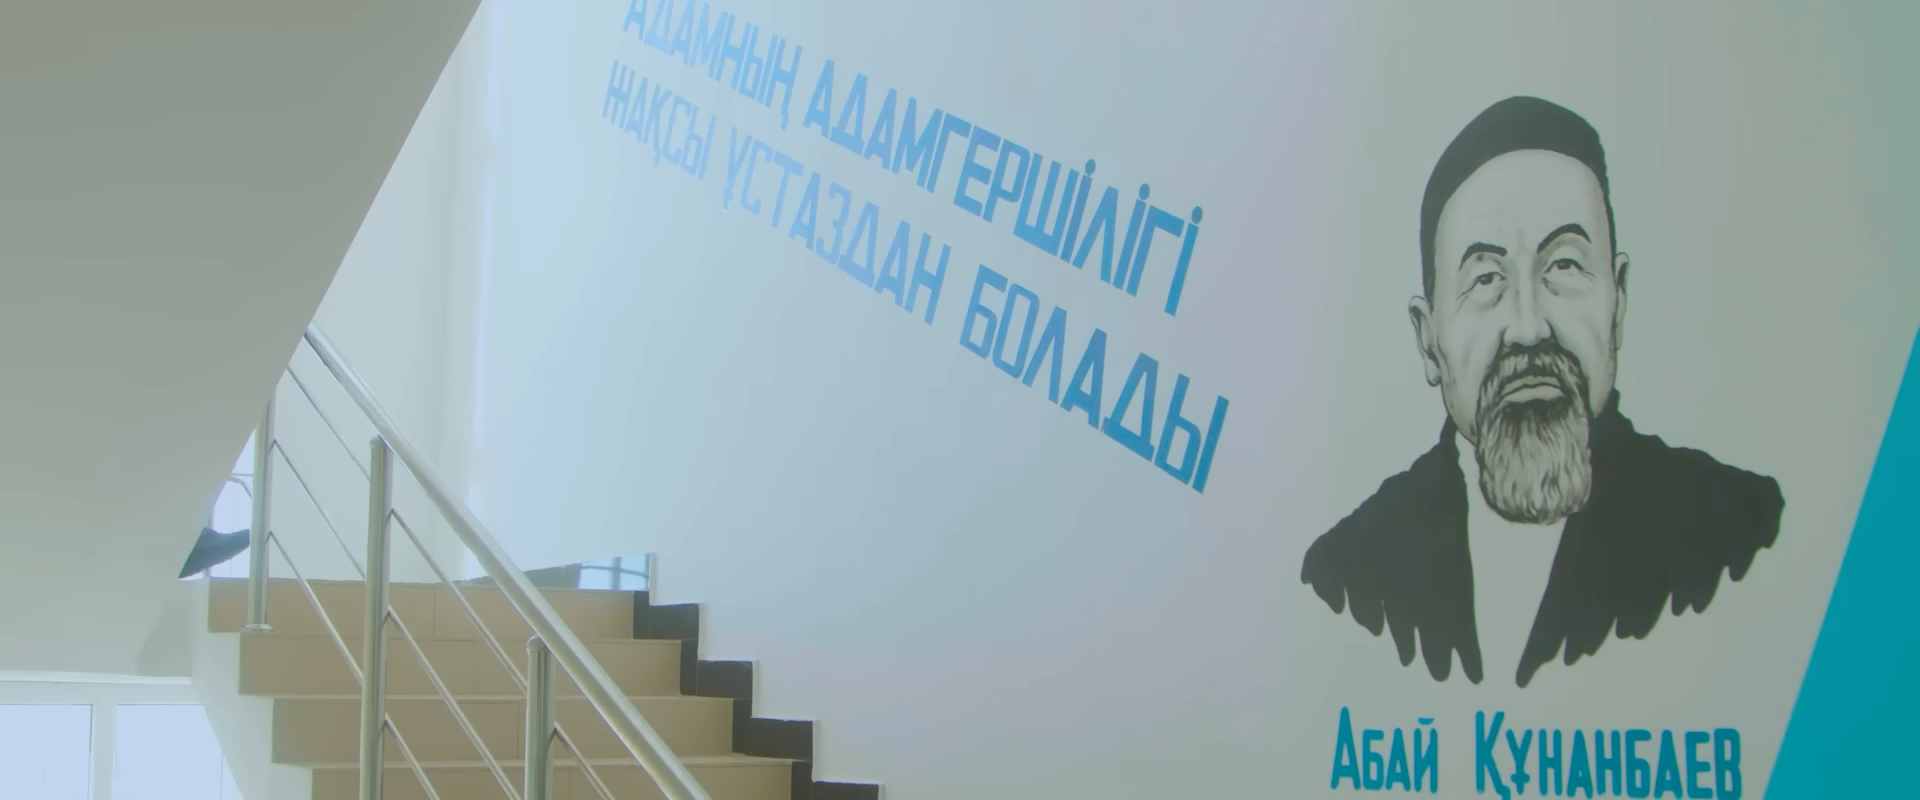 АДАМНЫҢ АДАМГЕРШІЛІГІ
ЖАҚСЫ ҰСТАЗДАН БОЛАДЫ
АБАЙ ҚҰНАНБАЕВ